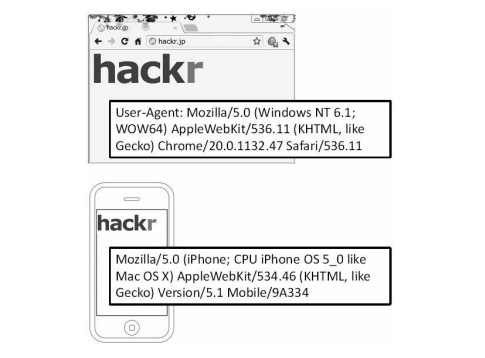 hackr.jp
hackr.jp
hackr
User-Agent: Mozilla/5.0 (Windows NT 6.1;
WOW64) AppleWebKit/536.11 (KHTML, like
Gecko) Chrome/20.0.1132.47 Safari/536.11
hackr
Mozilla/5.0 (iPhone; CPU iPhone OS 5_0 like
Mac OS X) AppleWebKit/534.46 (KHTML, like
Gecko) Version/5.1 Mobile/9A334